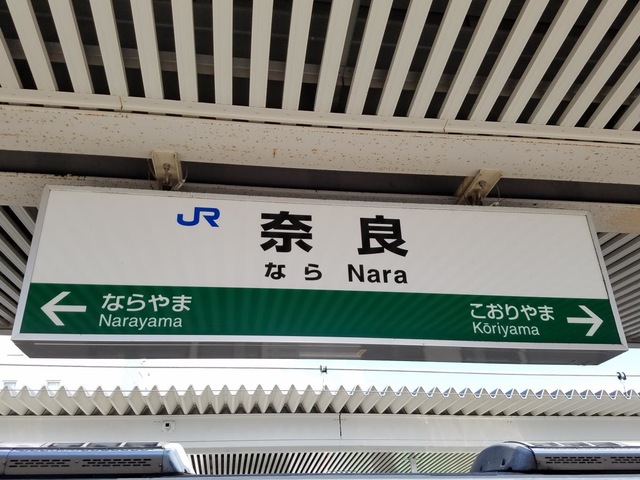 JR 奈良
なら Nara
← ならやま
Narayama
こおりやま →
Kōriyama